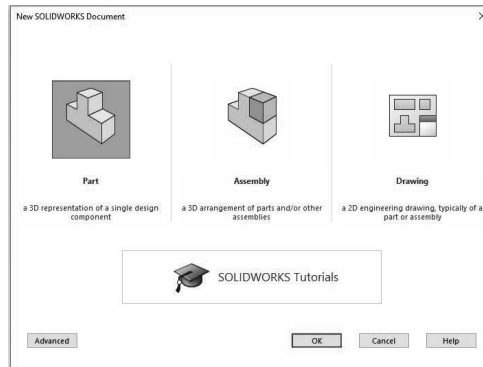 New SOLIDWORKS Document
Part
a 3D representation of a single design
component
Assembly
a 3D arrangement of parts and/or other
assemblies
Drawing
a 2D engineering drawing, typically of a
part or assembly
SOLIDWORKS Tutorials
Advanced
OK
Cancel
Help